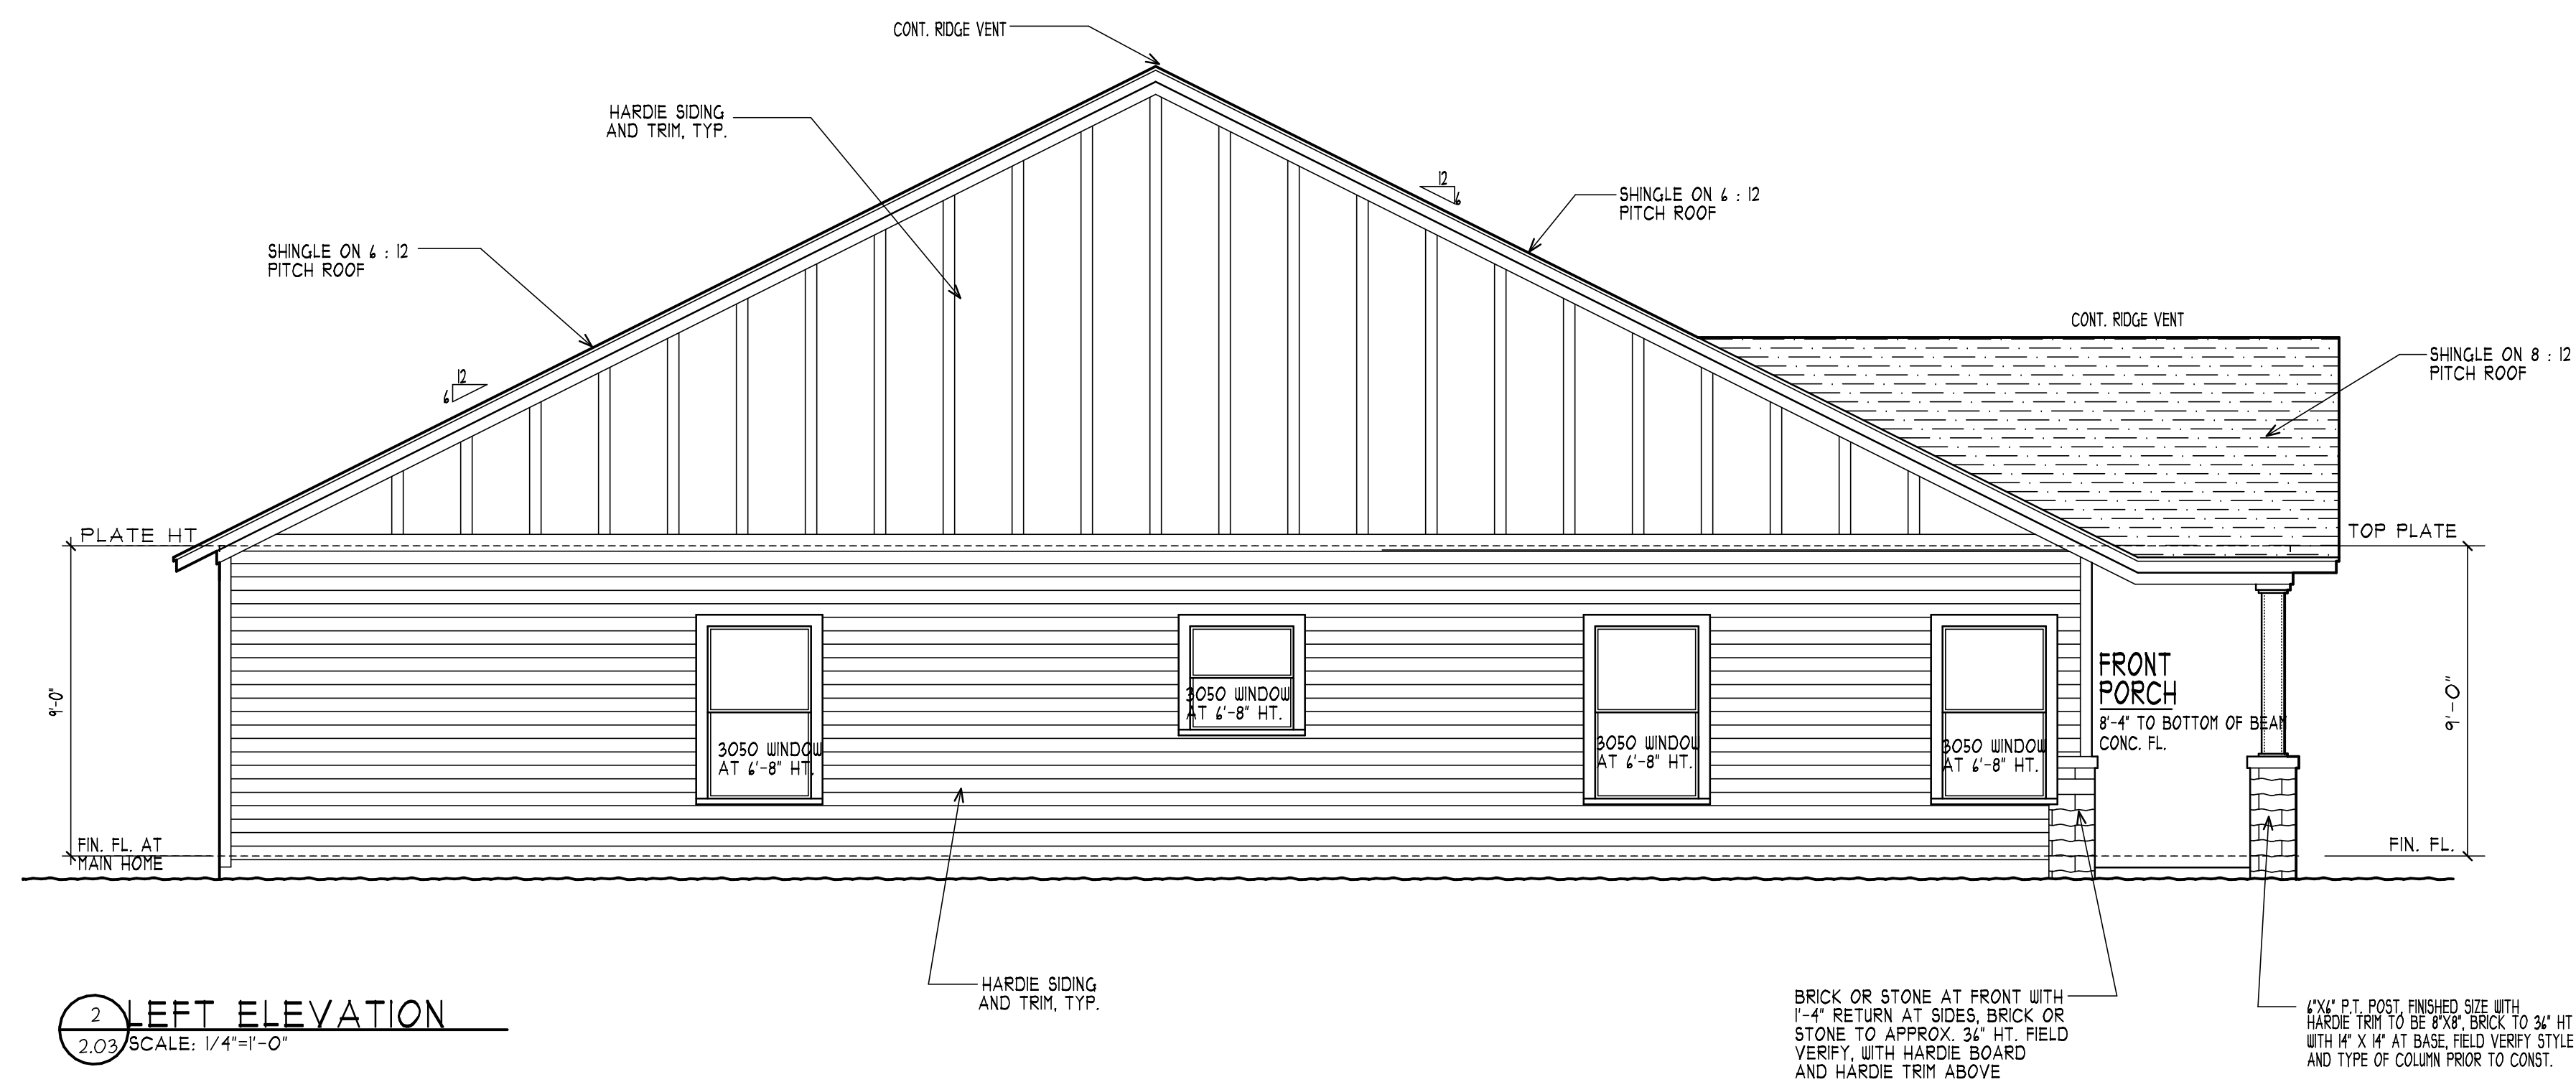 CONT. RIDGE VENT
HARDIE SIDING
AND TRIM, TYP.
12
6
SHINGLE ON 6 : 12
PITCH ROOF
SHINGLE ON 6 : 12
PITCH ROOF
CONT. RIDGE VENT
SHINGLE ON 8 : 12
PITCH ROOF
12
6
PLATE HT
TOP PLATE
9'-0"
FRONT
PORCH
8'-4" TO BOTTOM OF BEAM
CONC. FL.
9'-0"
3050 WINDOW
AT 6'-8" HT.
3050 WINDOW
AT 6'-8" HT.
3050 WINDOW
AT 6'-8" HT.
3050 WINDOW
AT 6'-8" HT.
FIN. FL. AT
MAIN HOME
FIN. FL.
HARDIE SIDING
AND TRIM, TYP.
BRICK OR STONE AT FRONT WITH
1'-4" RETURN AT SIDES, BRICK OR
STONE TO APPROX. 36" HT. FIELD
VERIFY, WITH HARDIE BOARD
AND HARDIE TRIM ABOVE
6"X6" P.T. POST, FINISHED SIZE WITH
HARDIE TRIM TO BE 8"X8", BRICK TO 36" HT
WITH 14" X 14" AT BASE, FIELD VERIFY STYLE
AND TYPE OF COLUMN PRIOR TO CONST.
2
2.03
LEFT ELEVATION
SCALE: 1/4"=1'-0"